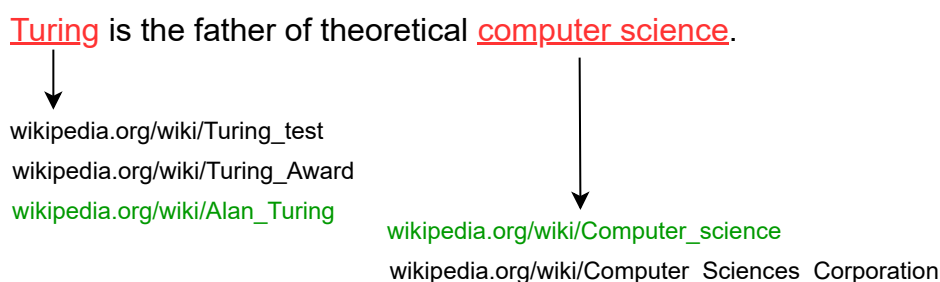 Turing is the father of theoretical computer science.
wikipedia.org/wiki/Turing_test
wikipedia.org/wiki/Turing_Award
wikipedia.org/wiki/Alan_Turing
wikipedia.org/wiki/Computer_science
wikipedia.org/wiki/Computer_Sciences_Corporation